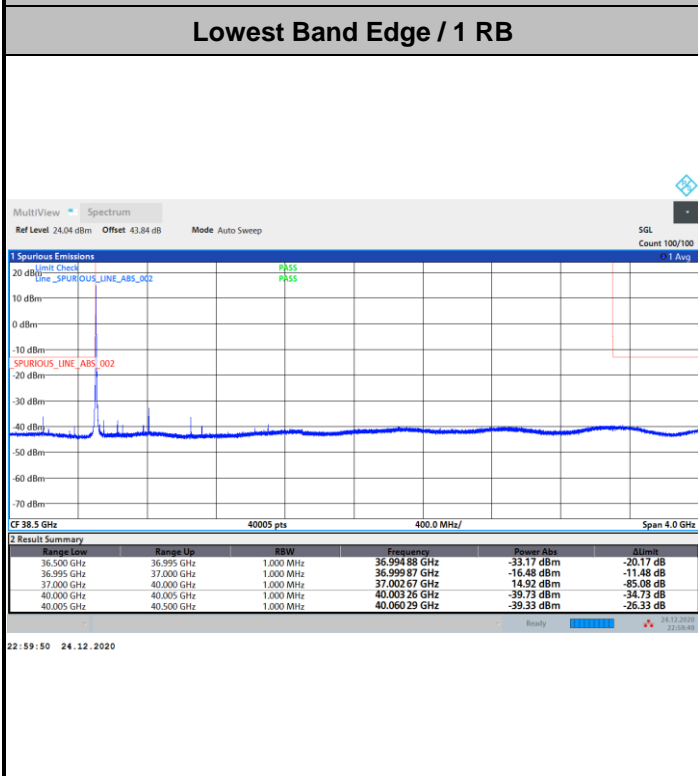 Lowest Band Edge / 1 RB
MultiView Spectrum
Ref Level 24.04 dBm Offset 43.84 dB Mode Auto Sweep SGL
Count 100/100
1 Spurious Emissions 1 Avg
Limit Check PASS
20 dBm
Line _SPURIOUS_LINE_ABS_002 PASS
10 dBm
0 dBm
-10 dBm
_SPURIOUS_LINE_ABS_002
-20 dBm
-30 dBm
-40 dBm
-50 dBm
-60 dBm
-70 dBm
CF 38.5 GHz 40005 pts 400.0 MHz/ Span 4.0 GHz
2 Result Summary
Range Low Range Up RBW Frequency Power Abs ΔLimit
36.500 GHz 36.995 GHz 1.000 MHz 36.994 88 GHz -33.17 dBm -20.17 dB
36.995 GHz 37.000 GHz 1.000 MHz 36.999 87 GHz -16.48 dBm -11.48 dB
37.000 GHz 40.000 GHz 1.000 MHz 37.002 67 GHz 14.92 dBm -85.08 dB
40.000 GHz 40.005 GHz 1.000 MHz 40.003 26 GHz -39.73 dBm -34.73 dB
40.005 GHz 40.500 GHz 1.000 MHz 40.060 29 GHz -39.33 dBm -26.33 dB
Ready 24.12.2020
22:59:49
22:59:50 24.12.2020